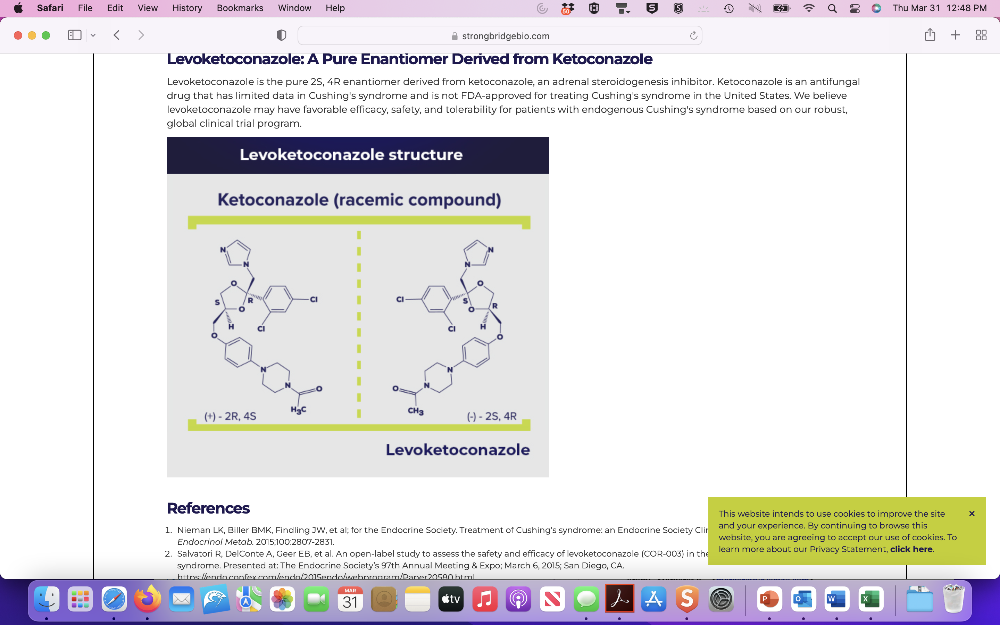 Safari File Edit View History Bookmarks Window Help 50 S S Thu Mar 31 12:48 PM
strongbridgebio.com
Levoketoconazole: A Pure Enantiomer Derived from Ketoconazole
Levoketoconazole is the pure 2S, 4R enantiomer derived from ketoconazole, an adrenal steroidogenesis inhibitor. Ketoconazole is an antifungal
drug that has limited data in Cushing's syndrome and is not FDA-approved for treating Cushing's syndrome in the United States. We believe
levoketoconazole may have favorable efficacy, safety, and tolerability for patients with endogenous Cushing's syndrome based on our robust,
global clinical trial program.
Levoketoconazole structure
Ketoconazole (racemic compound)
N N
N N
O O
Cl Cl
S R S R
O O
H Cl Cl H
O O
N N
N N
O O
H3C CH3
(+) - 2R, 4S (-) - 2S, 4R
Levoketoconazole
References
1. Nieman LK, Biller BMK, Findling JW, et al; for the Endocrine Society. Treatment of Cushing’s syndrome: an Endocrine Society
Endocrinol Metab. 2015;100:2807-2831.
2. Salvatori R, DelConte A, Geer EB, et al. An open-label study to assess the safety and efficacy of levoketoconazole (COR-003) in
syndrome. Presented at: The Endocrine Society’s 97th Annual Meeting & Expo; March 6, 2015; San Diego, CA.
https://endo.confex.com/endo/2015endo/webprogram/Paper20580.html
This website intends to use cookies to improve the site ×
and your experience. By continuing to browse this
website, you are agreeing to accept our use of cookies. To
learn more about our Privacy Statement, click here.
MAR
31
tv
S
P O W X